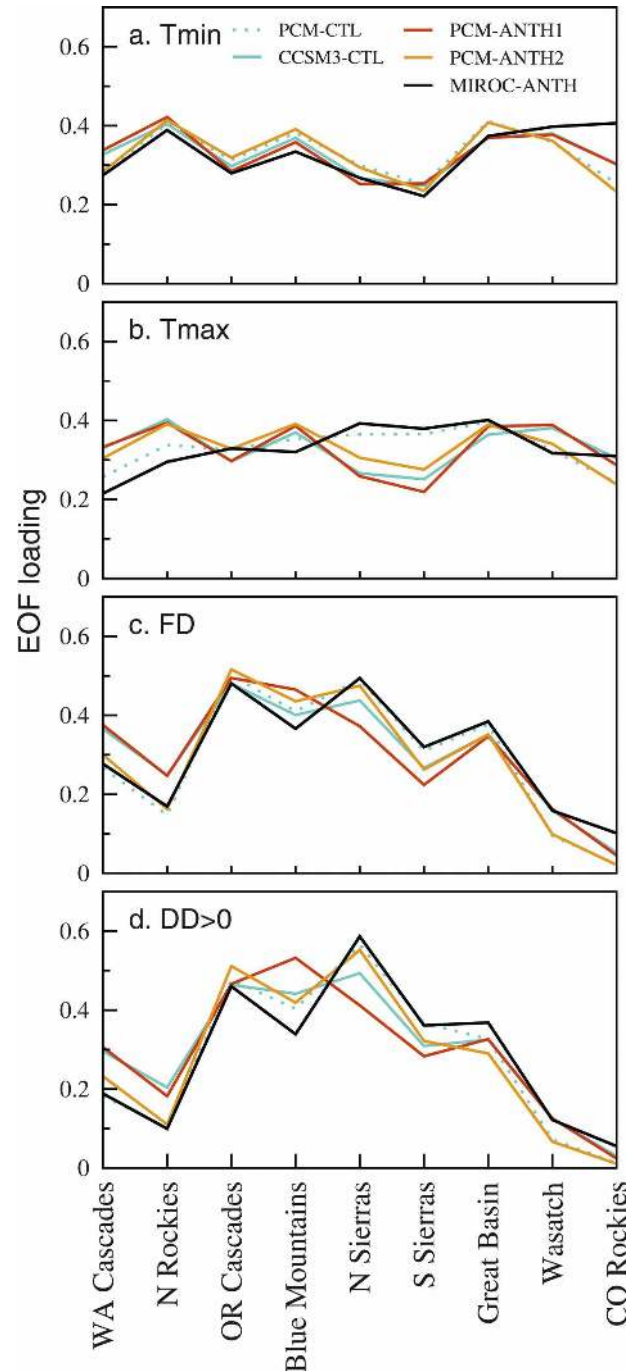 a. Tmin
PCM-CTL
CCSM3-CTL
PCM-ANTH1
PCM-ANTH2
MIROC-ANTH
0.6
0.4
0.2
0
b. Tmax
0.6
0.4
0.2
0
EOF loading
c. FD
0.6
0.4
0.2
0
d. DD>0
0.6
0.4
0.2
0
WA Cascades
N Rockies
OR Cascades
Blue Mountains
N Sierras
S Sierras
Great Basin
Wasatch
CO Rockies